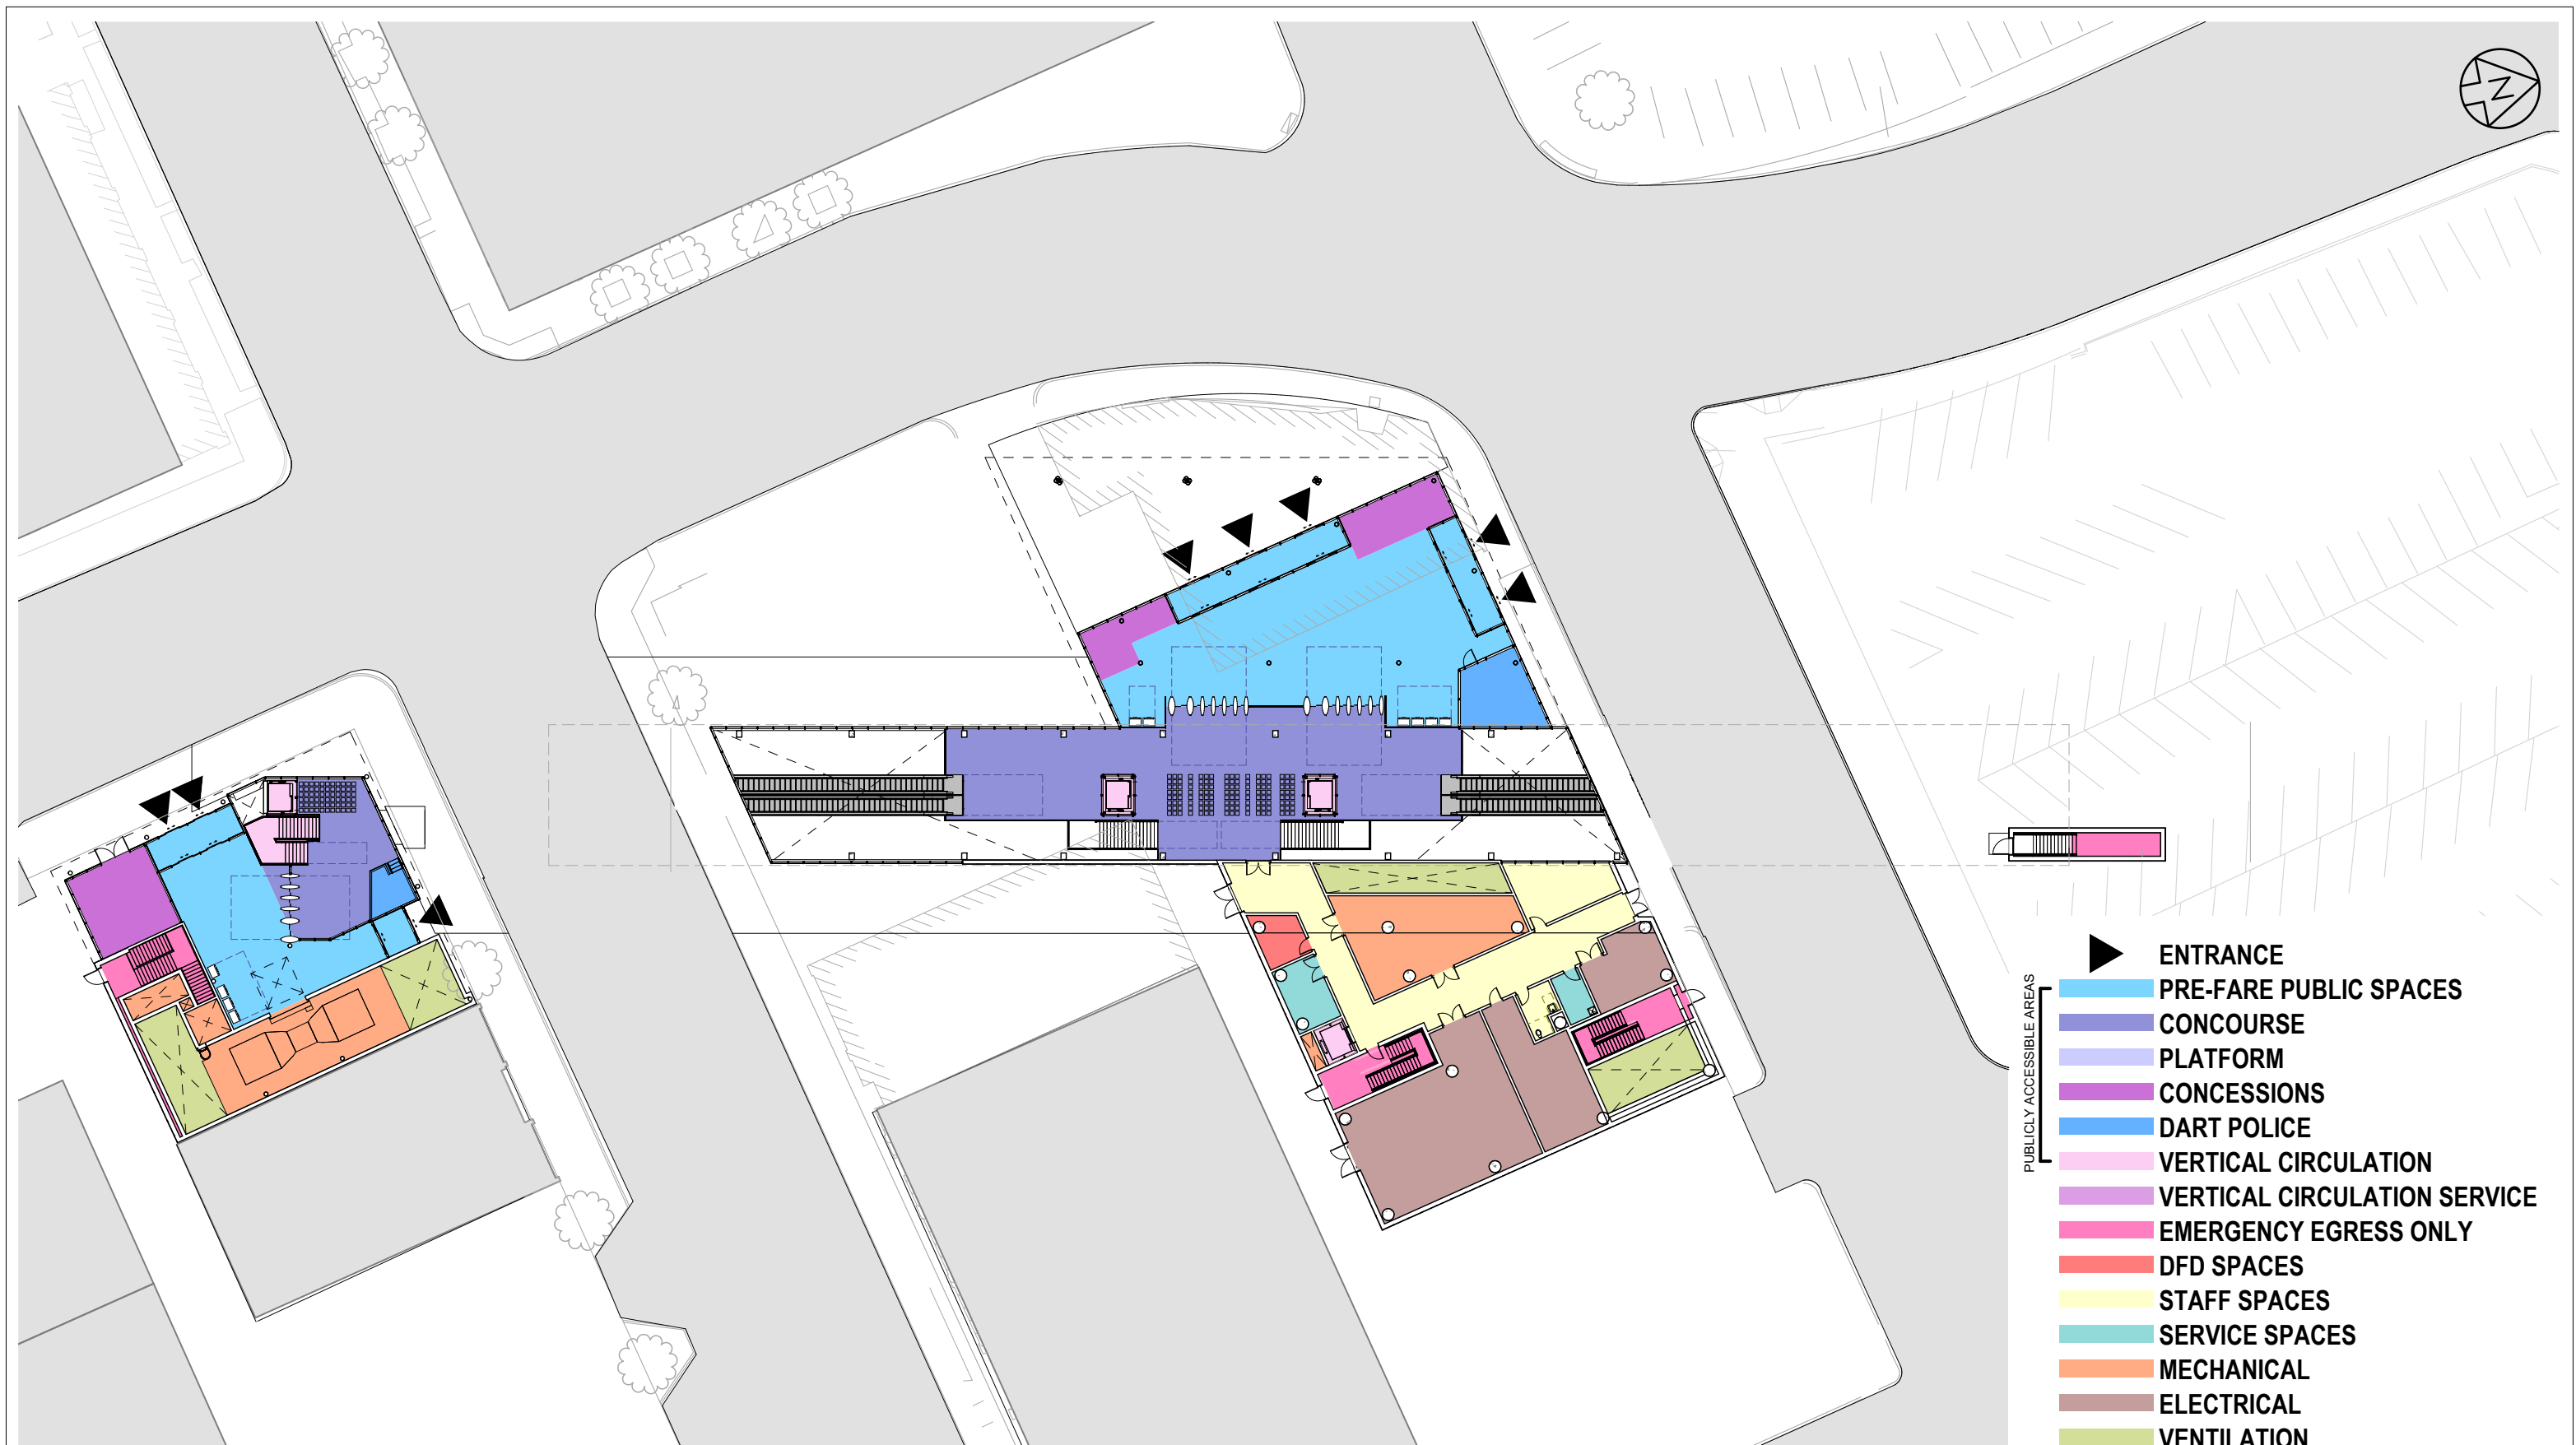 N
ENTRANCE
PUBLICLY ACCESSIBLE AREAS
PRE-FARE PUBLIC SPACES
CONCOURSE
PLATFORM
CONCESSIONS
DART POLICE
VERTICAL CIRCULATION
VERTICAL CIRCULATION SERVICE
EMERGENCY EGRESS ONLY
DFD SPACES
STAFF SPACES
SERVICE SPACES
MECHANICAL
ELECTRICAL
VENTILATION